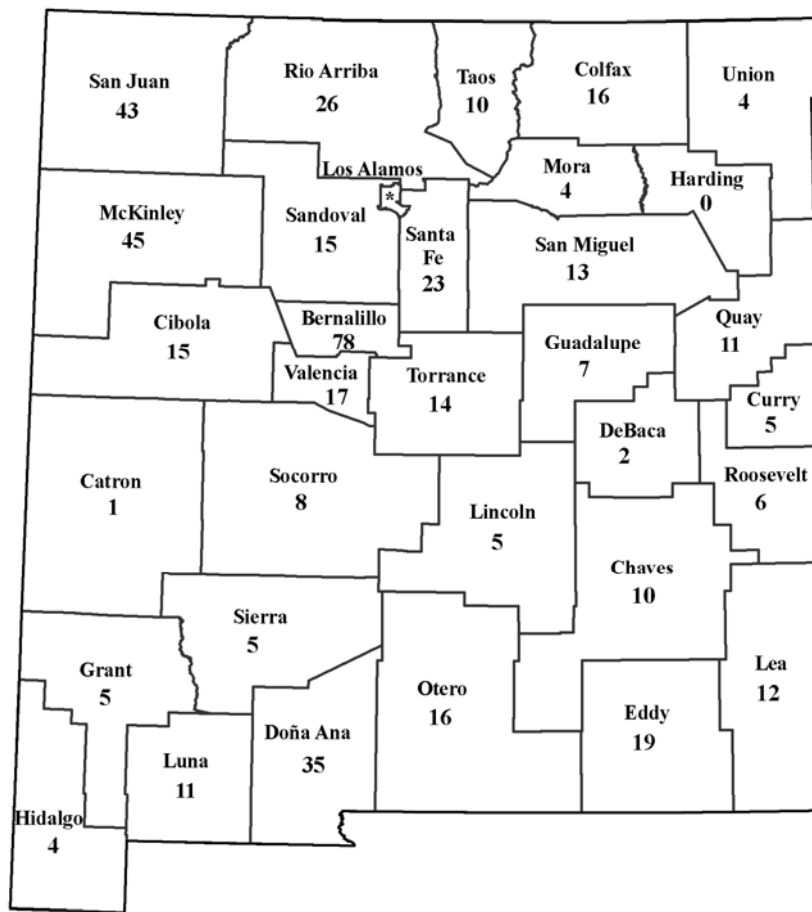 San Juan
43
Rio Arriba
26
Taos
10
Colfax
16
Union
4
Los Alamos
*
Mora
4
Harding
0
McKinley
45
Sandoval
15
Santa
Fe
23
San Miguel
13
Cibola
15
Bernalillo
78
Valencia
17
Torrance
14
Guadalupe
7
Quay
11
Curry
5
DeBaca
2
Roosevelt
6
Catron
1
Socorro
8
Lincoln
5
Chaves
10
Sierra
5
Grant
5
Otero
16
Lea
12
Eddy
19
Doña Ana
35
Luna
11
Hidalgo
4